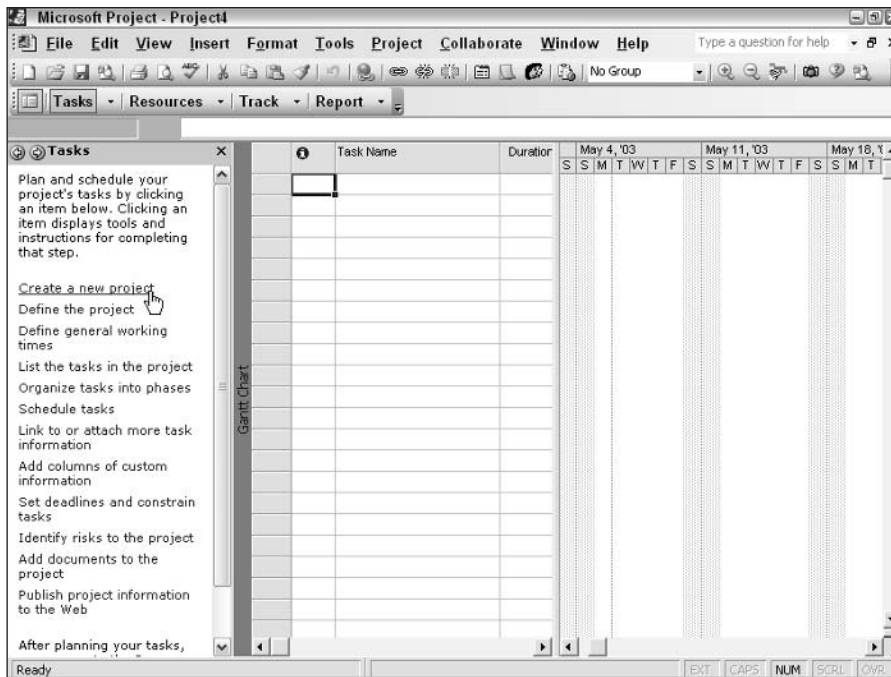 Microsoft Project - Project4
File Edit View Insert Format Tools Project Collaborate Window Help Type a question for help
No Group
Tasks Resources Track Report
Tasks
Task Name Duration May 4, '03 May 11, '03 May 18, '
S S M T W T F S S M T W T F S S M T
Plan and schedule your
project's tasks by clicking
an item below. Clicking an
item displays tools and
instructions for completing
that step.
Create a new project
Define the project
Define general working
times
List the tasks in the project
Organize tasks into phases
Schedule tasks
Link to or attach more task
information
Add columns of custom
information
Set deadlines and constrain
tasks
Identify risks to the project
Add documents to the
project
Publish project information
to the Web
After planning your tasks,
Gantt Chart
Ready EXT CAPS NUM SCRL OVR